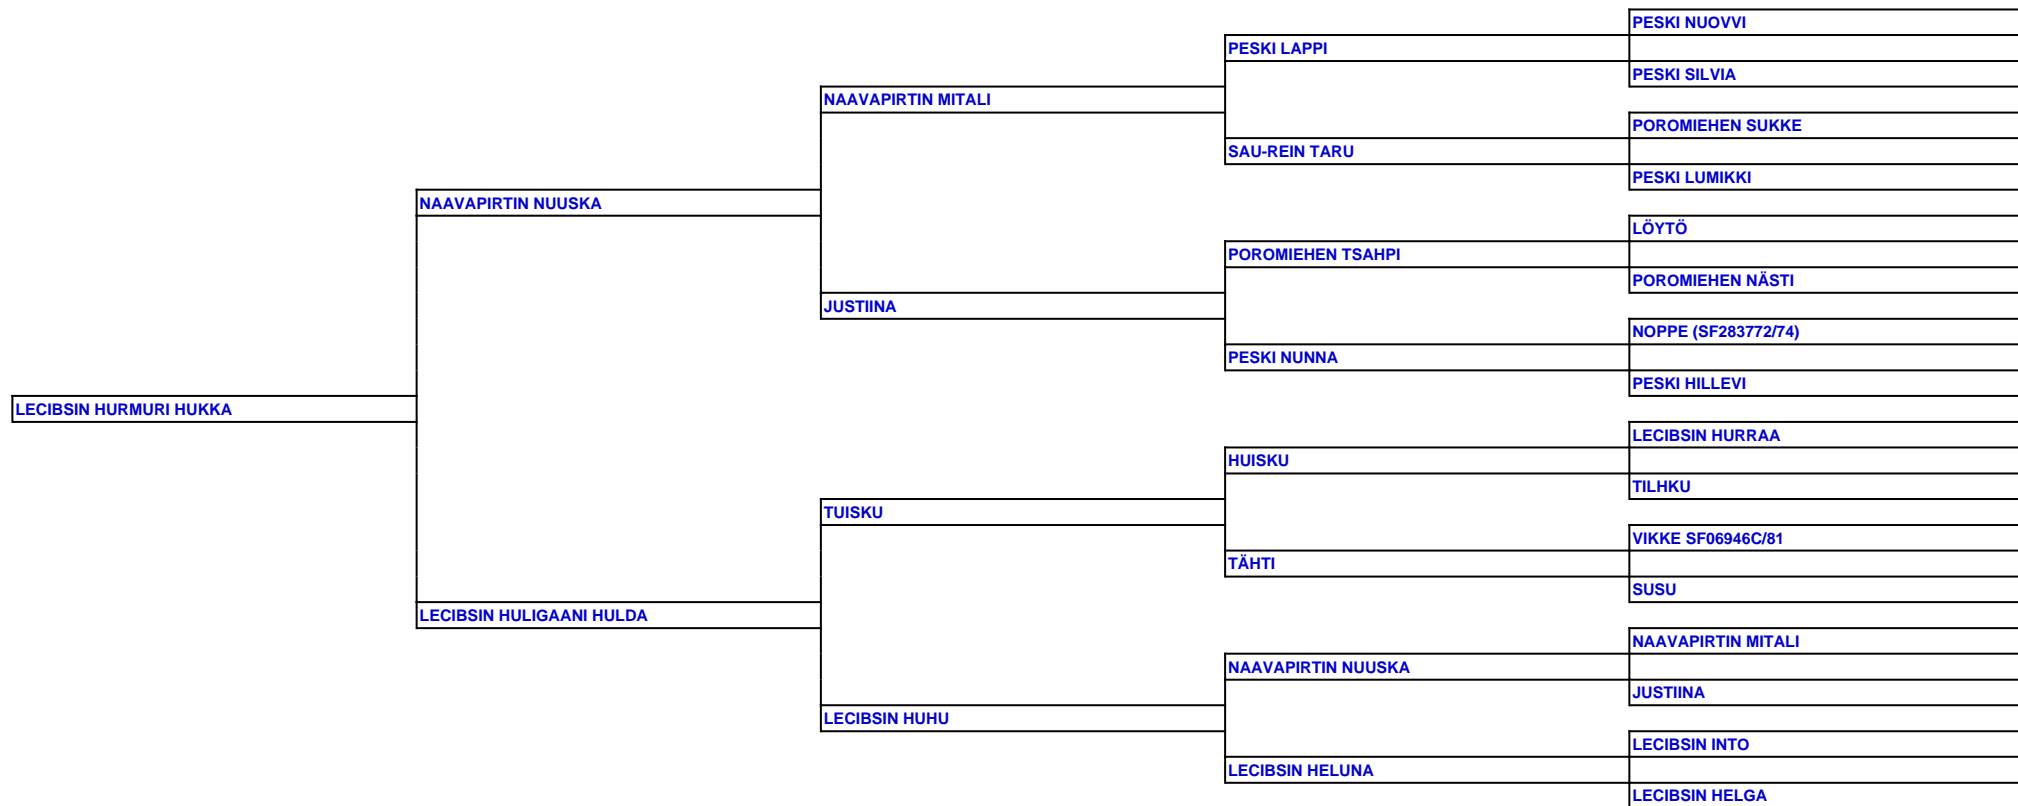 PESKI NUOVVI
PESKI LAPPI
PESKI SILVIA
NAAVAPIRTIN MITALI
POROMIEHEN SUKKE
SAU-REIN TARU
PESKI LUMIKKI
NAAVAPIRTIN NUUSKA
LÖYTÖ
POROMIEHEN TSAHPI
POROMIEHEN NÄSTI
JUSTIINA
NOPPE (SF283772/74)
PESKI NUNNA
PESKI HILLEVI
LECIBSIN HURMURI HUKKA
LECIBSIN HURRAA
HUISKU
TILHKU
TUISKU
VIKKE SF06946C/81
TÄHTI
SUSU
LECIBSIN HULIGAANI HULDA
NAAVAPIRTIN MITALI
NAAVAPIRTIN NUUSKA
JUSTIINA
LECIBSIN HUHU
LECIBSIN INTO
LECIBSIN HELUNA
LECIBSIN HELGA